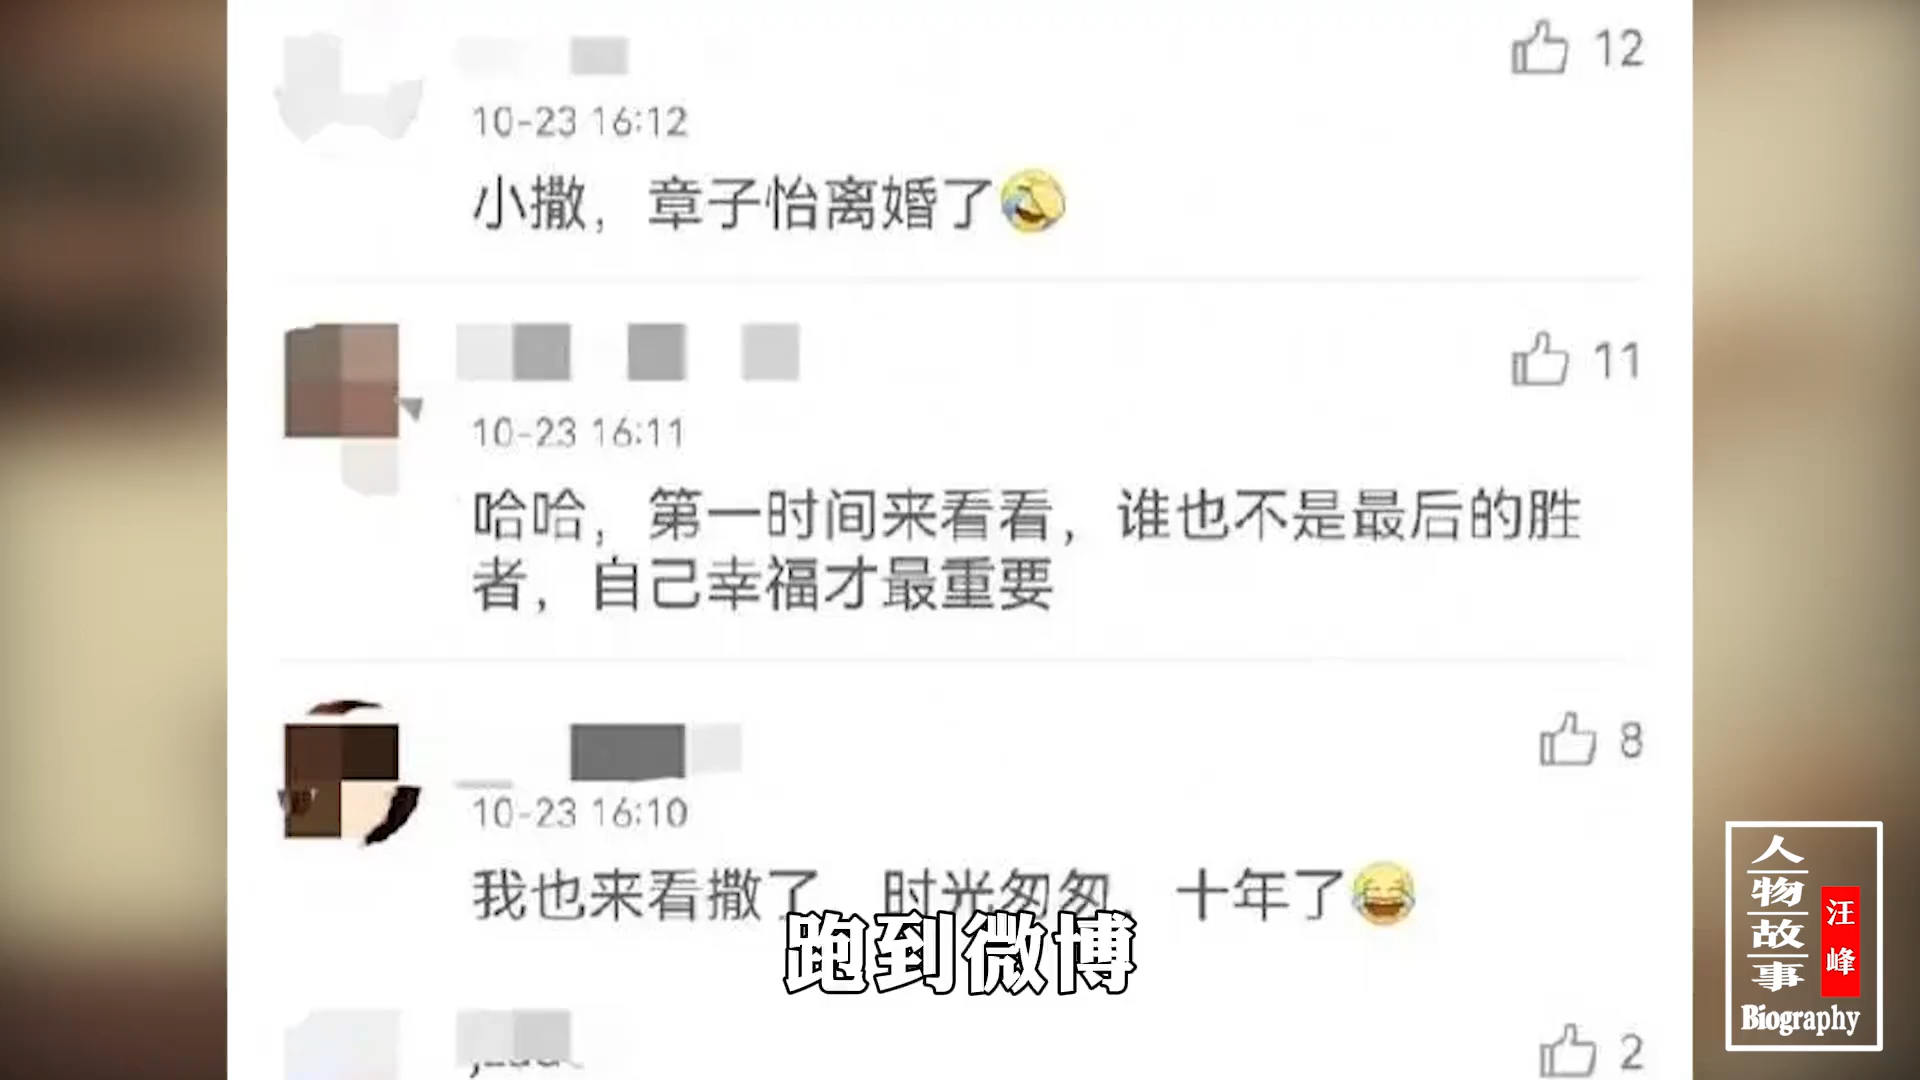 12
10-23 16:12
小撒，章子怡离婚了
11
10-23 16:11
哈哈，第一时间来看看，谁也不是最后的胜
者，自己幸福才最重要
8
10-23 16:10
我也来看撒了，时光匆匆，十年了
跑到微博
2
人物故事
汪峰
Biography